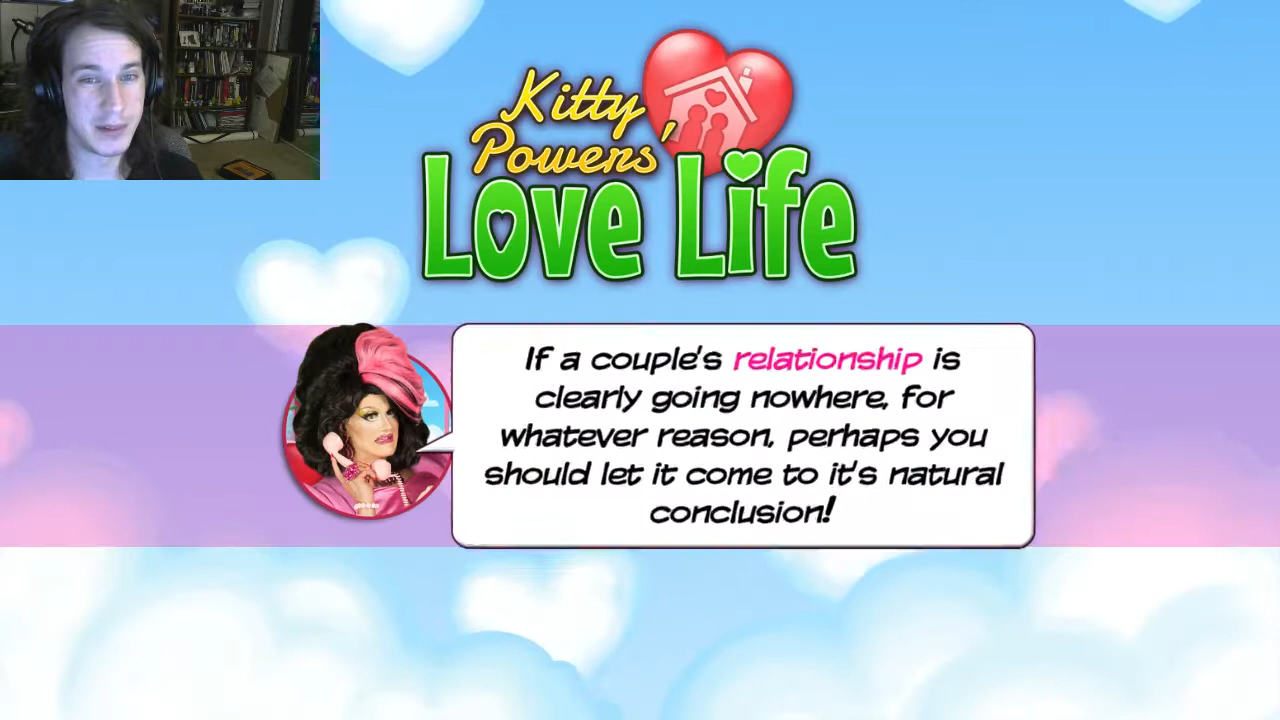 Kitty
Powers'
Love Life
If a couple's relationship is
clearly going nowhere, for
whatever reason, perhaps you
should let it come to it's natural
conclusion!